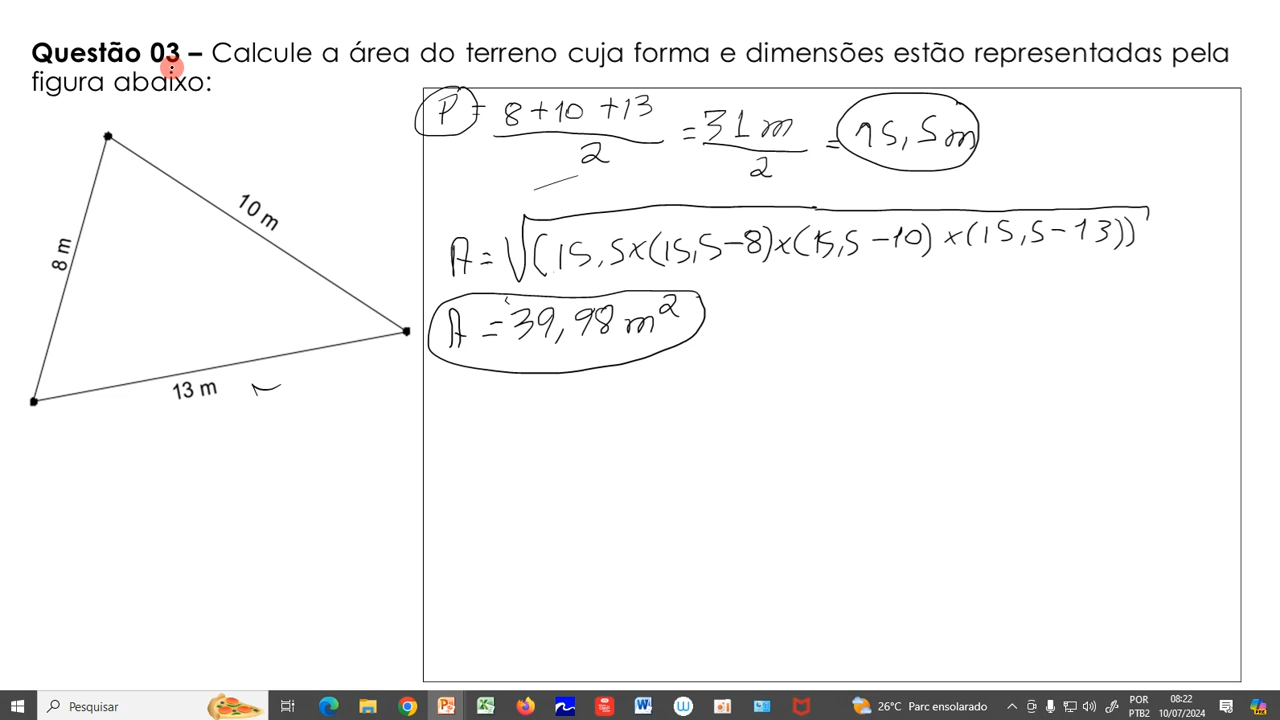 Questão 03 – Calcule a área do terreno cuja forma e dimensões estão representadas pela
figura abaixo:
P = 8+10+13 / 2 = 31 m / 2 = 15,5m
10 m
8 m
13 m
A = √(15,5×(15,5-8)×(15,5-10)×(15,5-13))
A = 39,98 m²
Pesquisar
26°C Parc ensolarado
POR
PTB2
08:22
10/07/2024